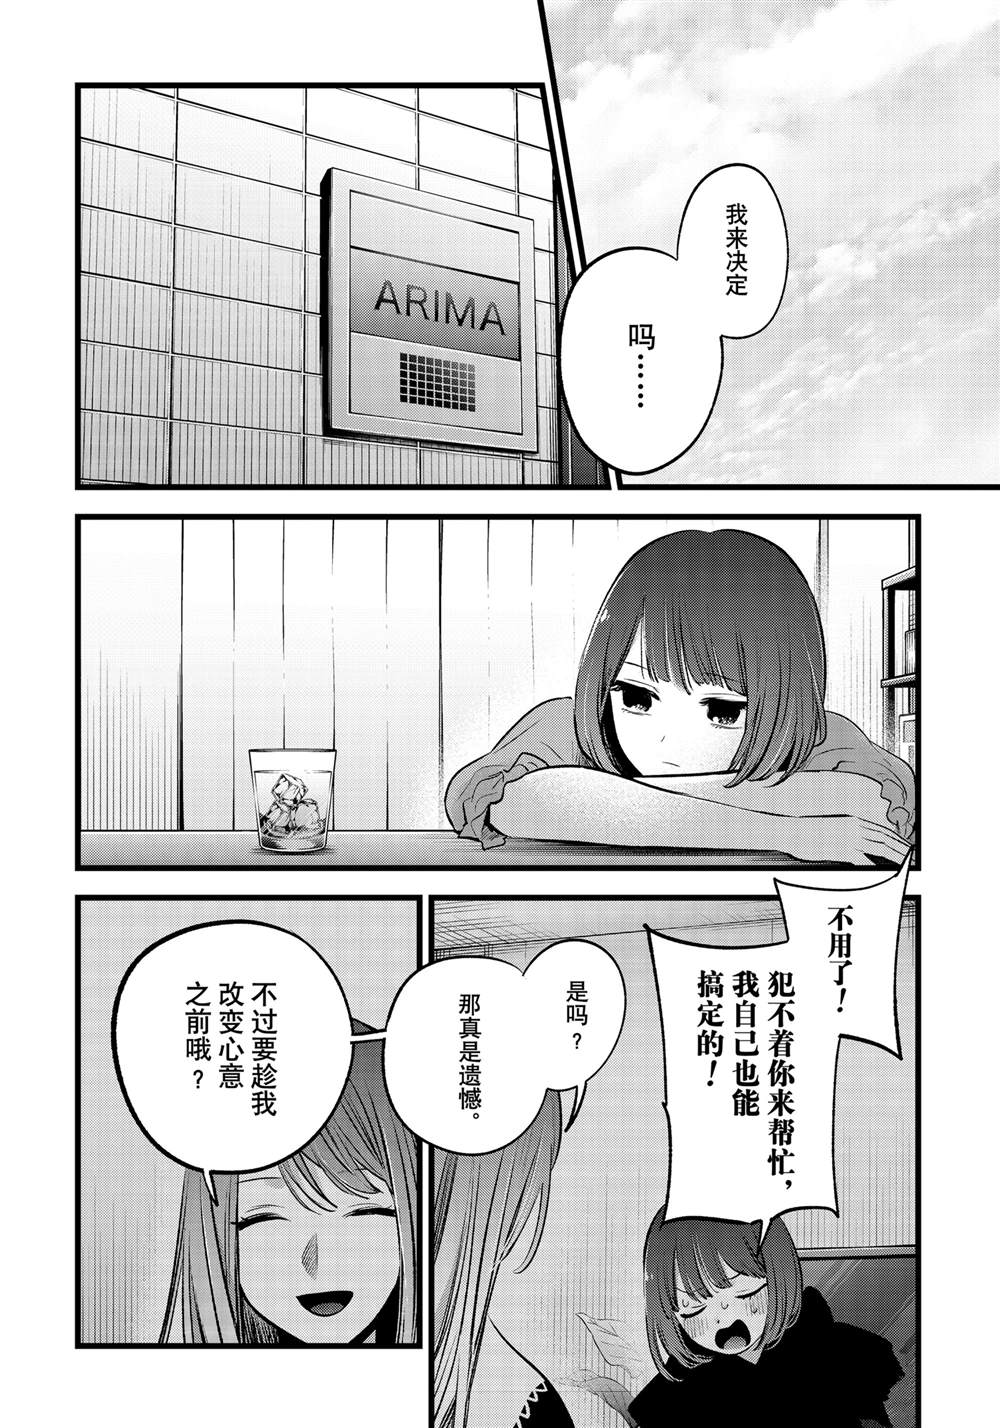 我来决定
吗……
ARIMA
不用了！
犯不着你来帮忙，
我自己也能
搞定的！
是吗？
那真是遗憾。
不过要趁我
改变心意
之前哦？